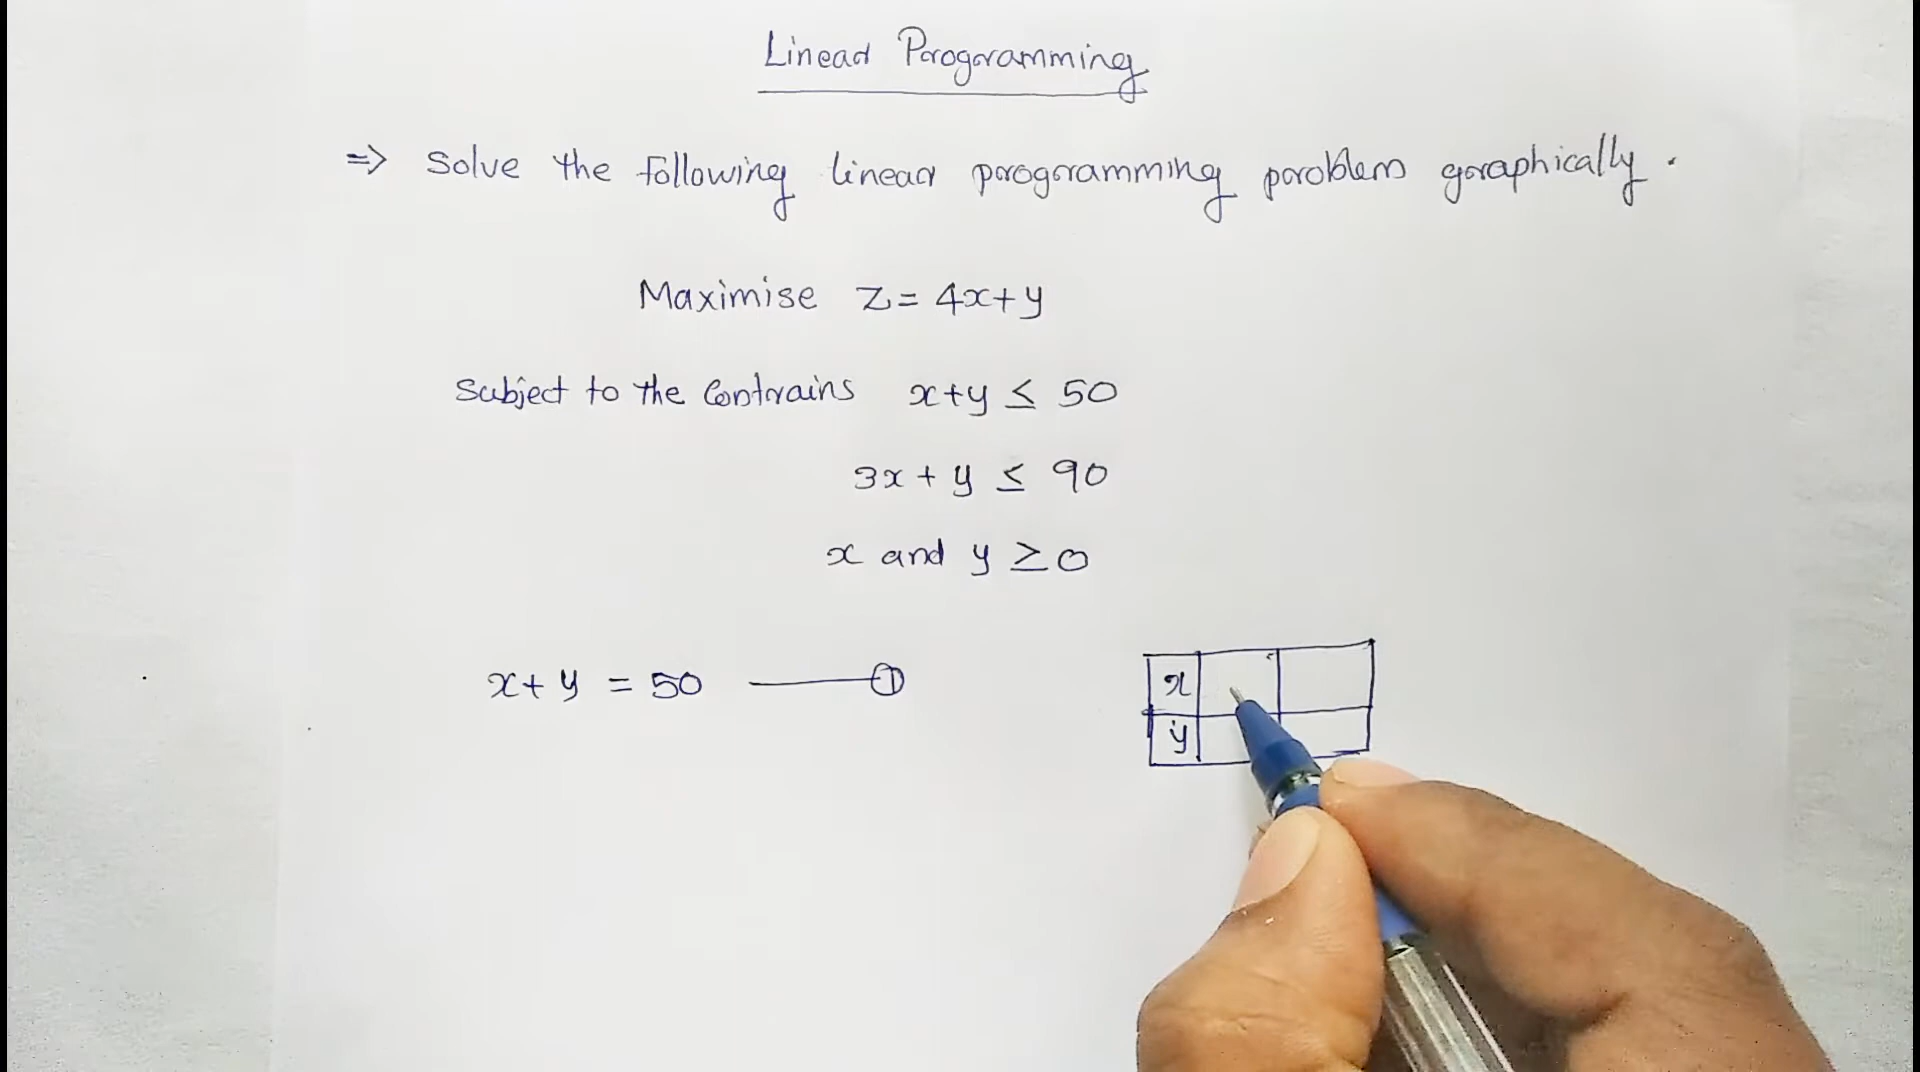 Linear Programming
=> Solve the following linear programming problem graphically.
Maximise Z = 4x+y
Subject to the Contrains x+y ≤ 50
3x + y ≤ 90
x and y ≥ 0
x + y = 50 ——— ①
x
y